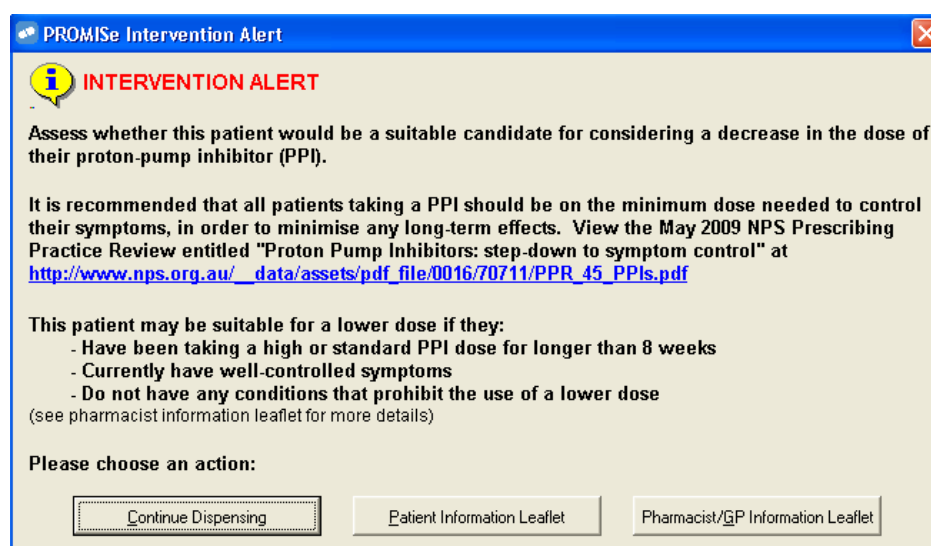 PROMISe Intervention Alert
INTERVENTION ALERT
Assess whether this patient would be a suitable candidate for considering a decrease in the dose of
their proton-pump inhibitor (PPI).
It is recommended that all patients taking a PPI should be on the minimum dose needed to control
their symptoms, in order to minimise any long-term effects.  View the May 2009 NPS Prescribing
Practice Review entitled "Proton Pump Inhibitors: step-down to symptom control" at
http://www.nps.org.au/__data/assets/pdf_file/0016/70711/PPR_45_PPIs.pdf
This patient may be suitable for a lower dose if they:
- Have been taking a high or standard PPI dose for longer than 8 weeks
- Currently have well-controlled symptoms
- Do not have any conditions that prohibit the use of a lower dose
(see pharmacist information leaflet for more details)
Please choose an action:
Continue Dispensing
Patient Information Leaflet
Pharmacist/GP Information Leaflet